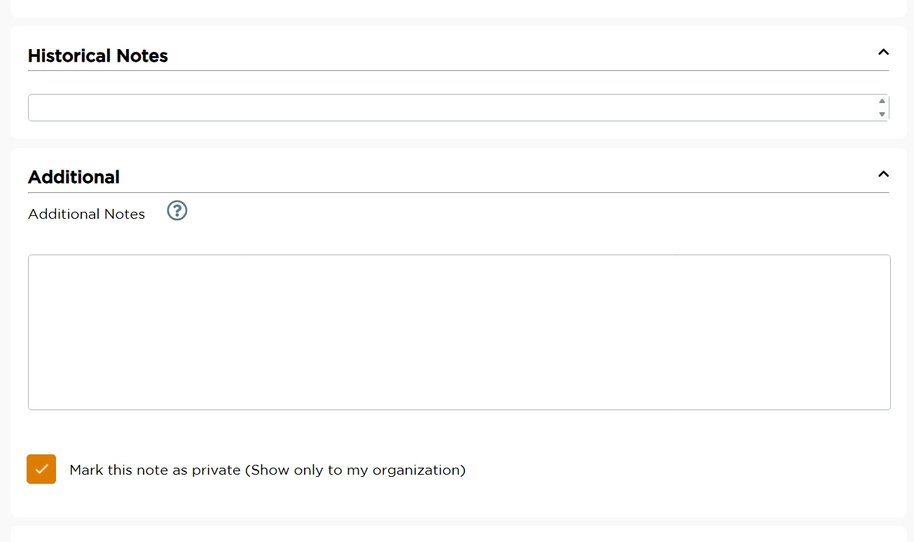 Historical Notes
Additional
Additional Notes ?
Mark this note as private (Show only to my organization)